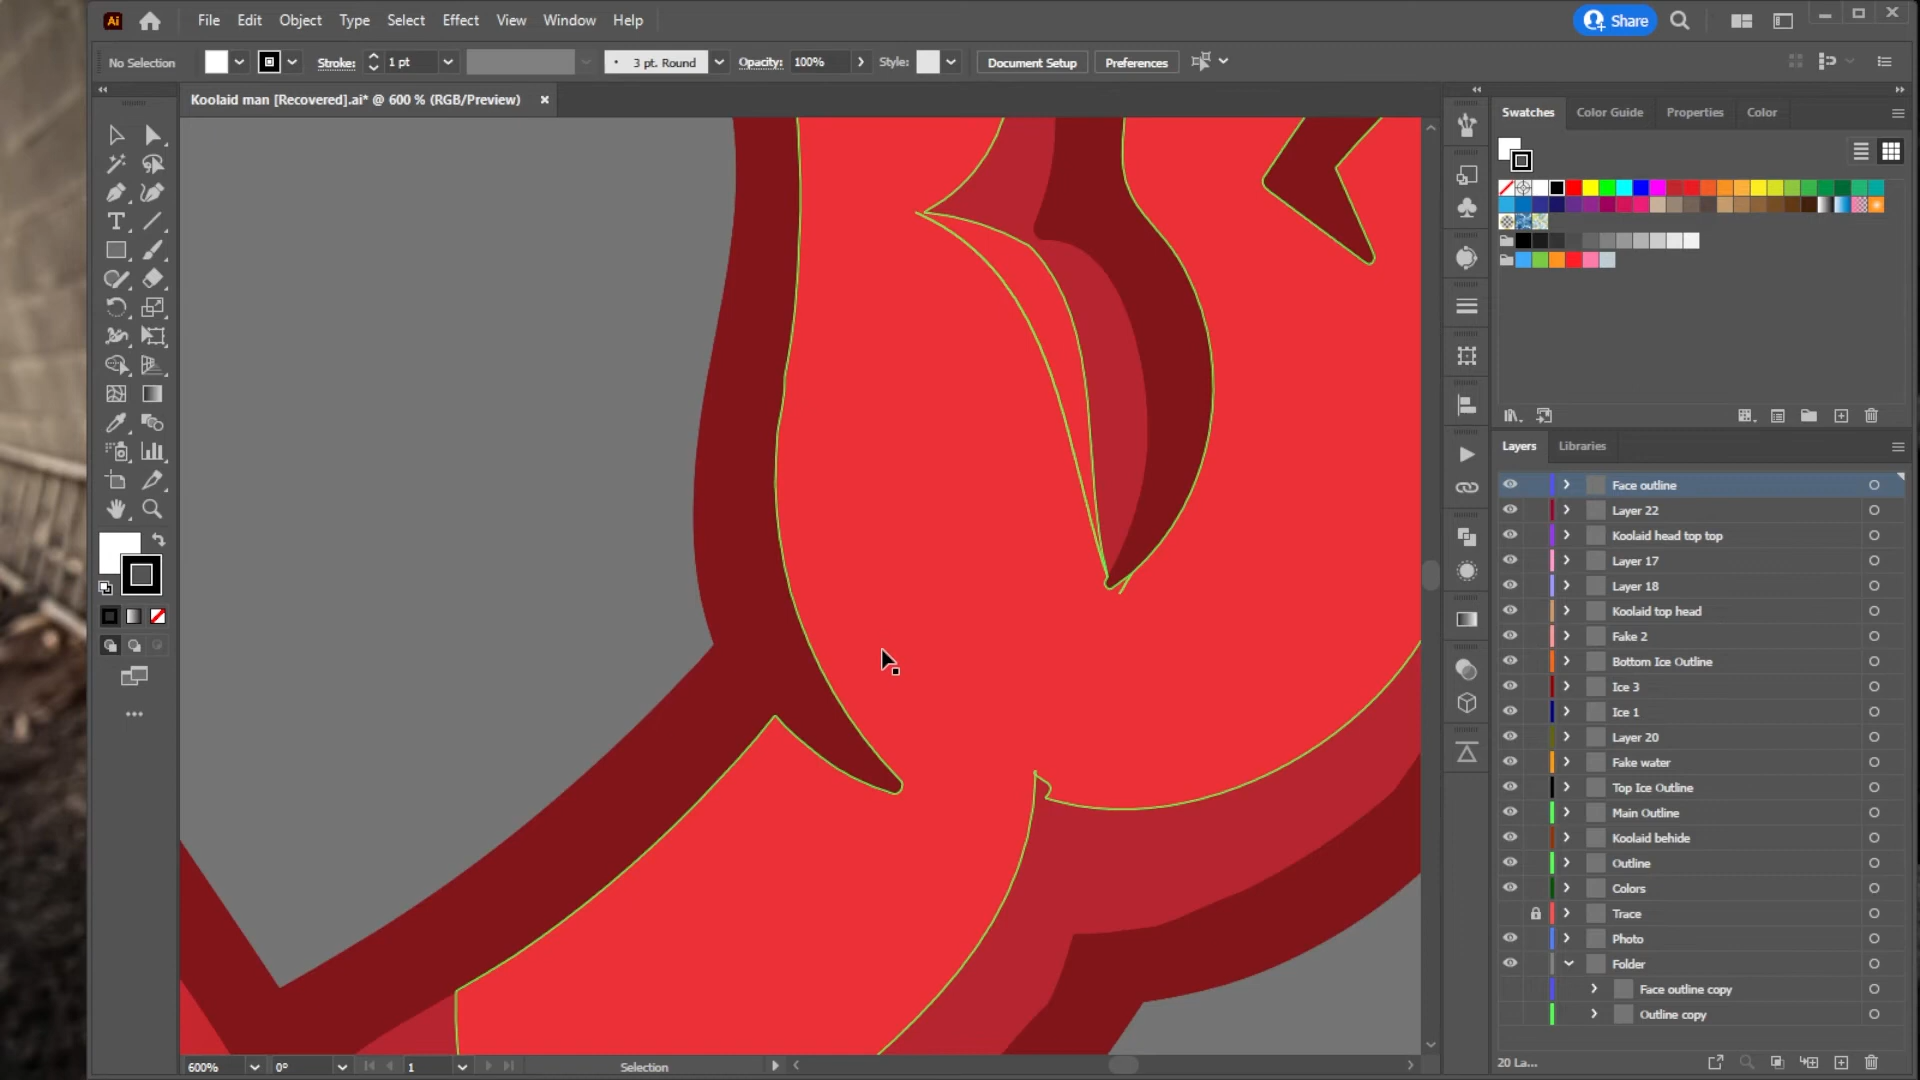 Ai File Edit Object Type Select Effect View Window Help Share
No Selection Stroke: 1 pt 3 pt. Round Opacity: 100% Style: Document Setup Preferences
Koolaid man [Recovered].ai* @ 600 % (RGB/Preview)
Swatches Color Guide Properties Color
Layers Libraries
Face outline
Layer 22
Koolaid head top top
Layer 17
Layer 18
Koolaid top head
Fake 2
Bottom Ice Outline
Ice 3
Ice 1
Layer 20
Fake water
Top Ice Outline
Main Outline
Koolaid behide
Outline
Colors
Trace
Photo
Folder
Face outline copy
Outline copy
600% 0° 1 Selection
20 La...